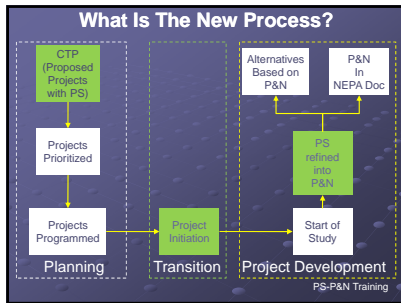 What Is The New Process?
CTP
(Proposed
Projects
with PS)
Projects
Prioritized
Projects
Programmed
Planning
Project
Initiation
Transition
Alternatives
Based on
P&N
P&N
In
NEPA Doc
PS
refined
into
P&N
Start of
Study
Project Development
PS-P&N Training